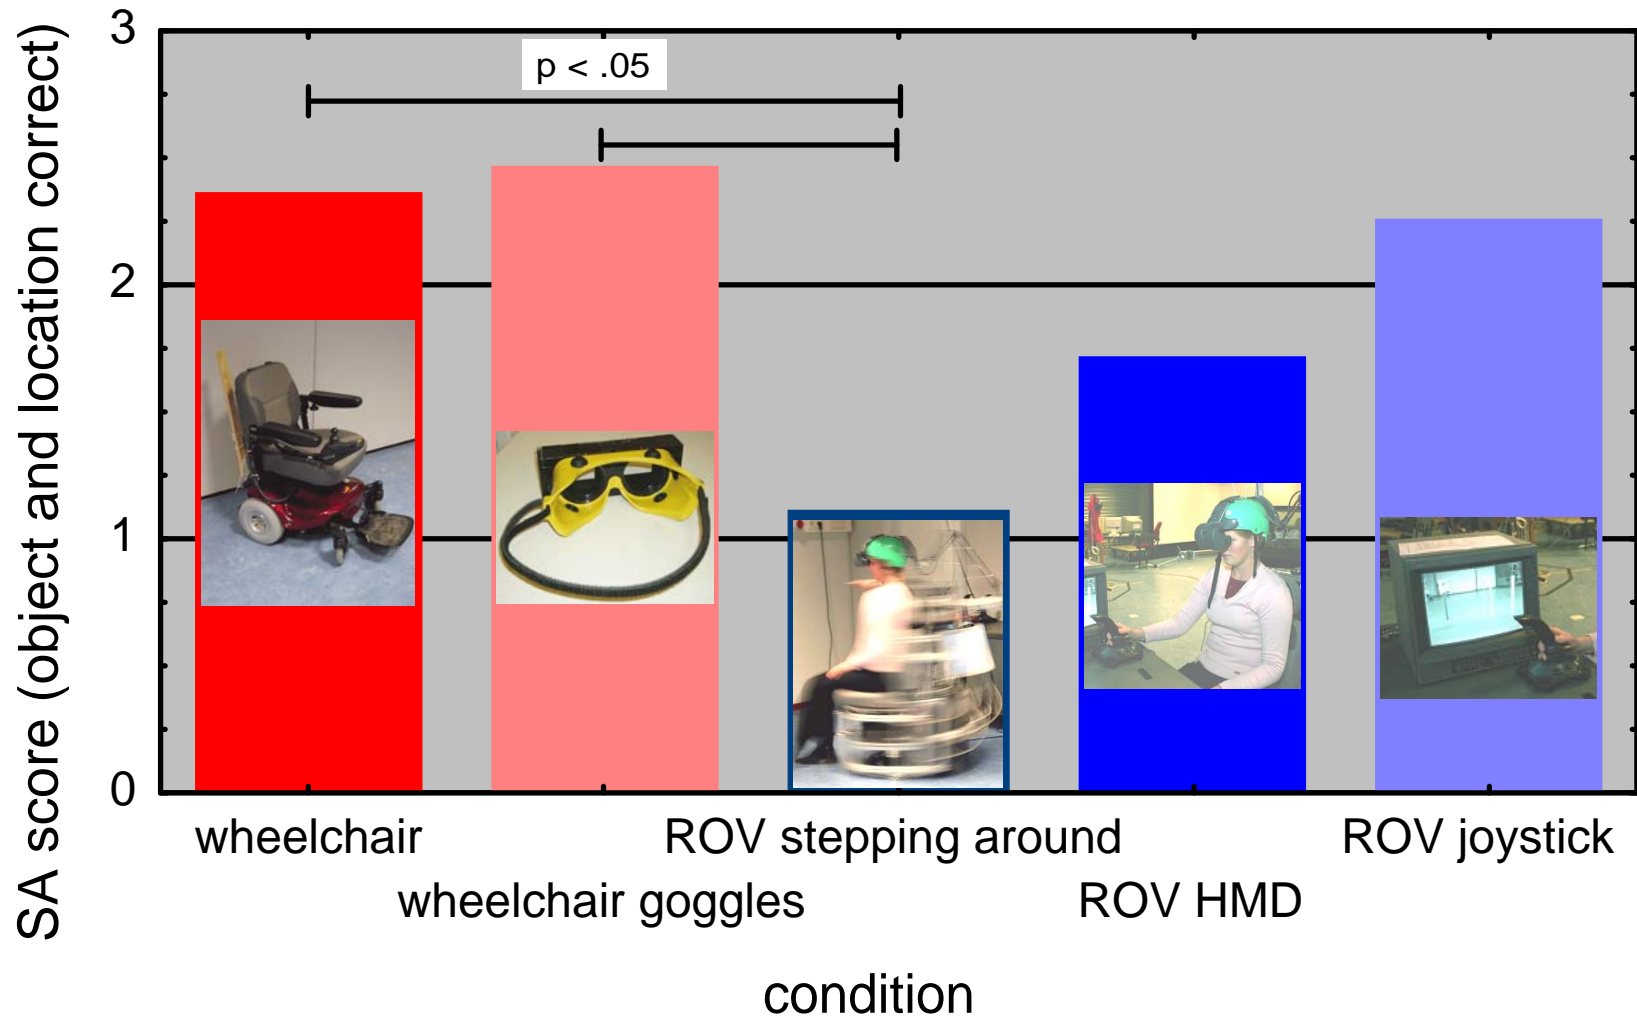 SA score (object and location correct)
3
2
1
0
p < .05
wheelchair
wheelchair goggles
ROV stepping around
ROV HMD
ROV joystick
condition